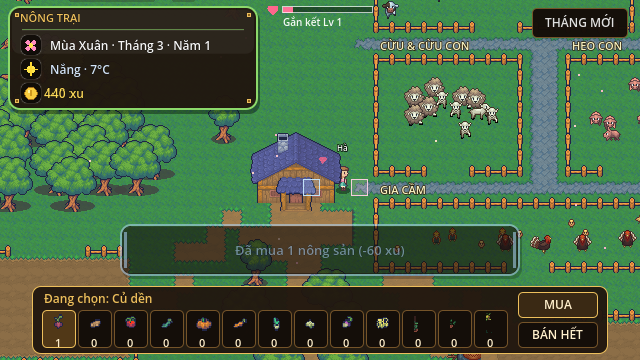 NÔNG TRẠI
Mùa Xuân · Tháng 3 · Năm 1
Nắng · 7°C
440 xu
Gắn kết Lv 1
THÁNG MỚI
CỪU & CỪU CON
HEO CON
Hà
GIA CẦM
Đã mua 1 nông sản (-60 xu)
Đang chọn: Củ dền
1 0 0 0 0 0 0 0 0 0 0 0 0
MUA
BÁN HẾT